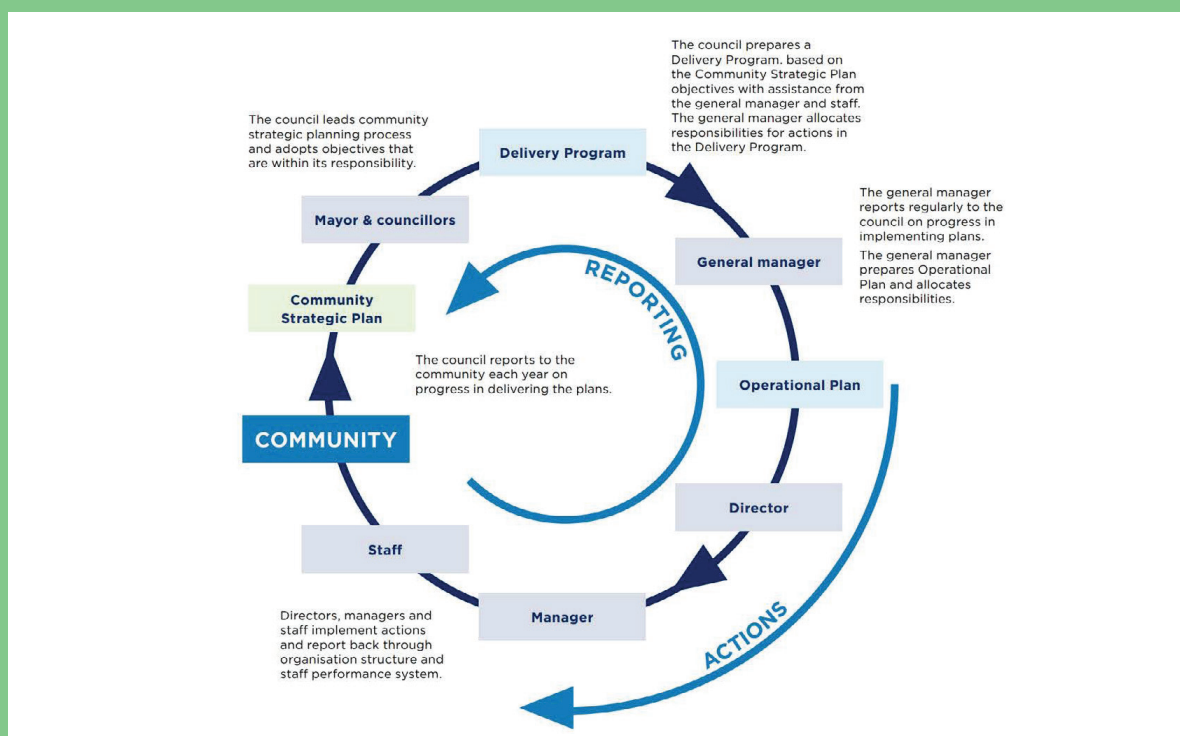 The council prepares a
Delivery Program. based on
the Community Strategic Plan
objectives with assistance from
the general manager and staff.
The general manager allocates
responsibilities for actions in
the Delivery Program.
The council leads community
strategic planning process
and adopts objectives that
are within its responsibility.
Delivery Program
Mayor & councillors
The general manager
reports regularly to the
council on progress in
implementing plans.
The general manager
prepares Operational
Plan and allocates
responsibilities.
General manager
REPORTING
Community
Strategic Plan
The council reports to the
community each year on
progress in delivering the plans.
Operational Plan
COMMUNITY
Director
Staff
Manager
ACTIONS
Directors, managers and
staff implement actions
and report back through
organisation structure and
staff performance system.